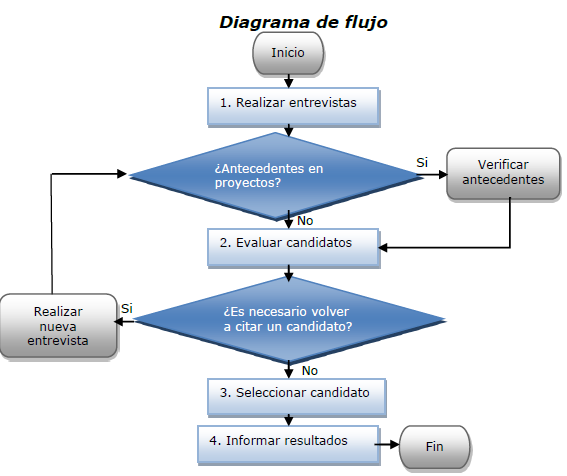 Diagrama de flujo
Inicio
1. Realizar entrevistas
¿Antecedentes en
proyectos?
Si
Verificar
antecedentes
No
2. Evaluar candidatos
¿Es necesario volver
a citar un candidato?
Si
Realizar
nueva
entrevista
No
3. Seleccionar candidato
4. Informar resultados
Fin